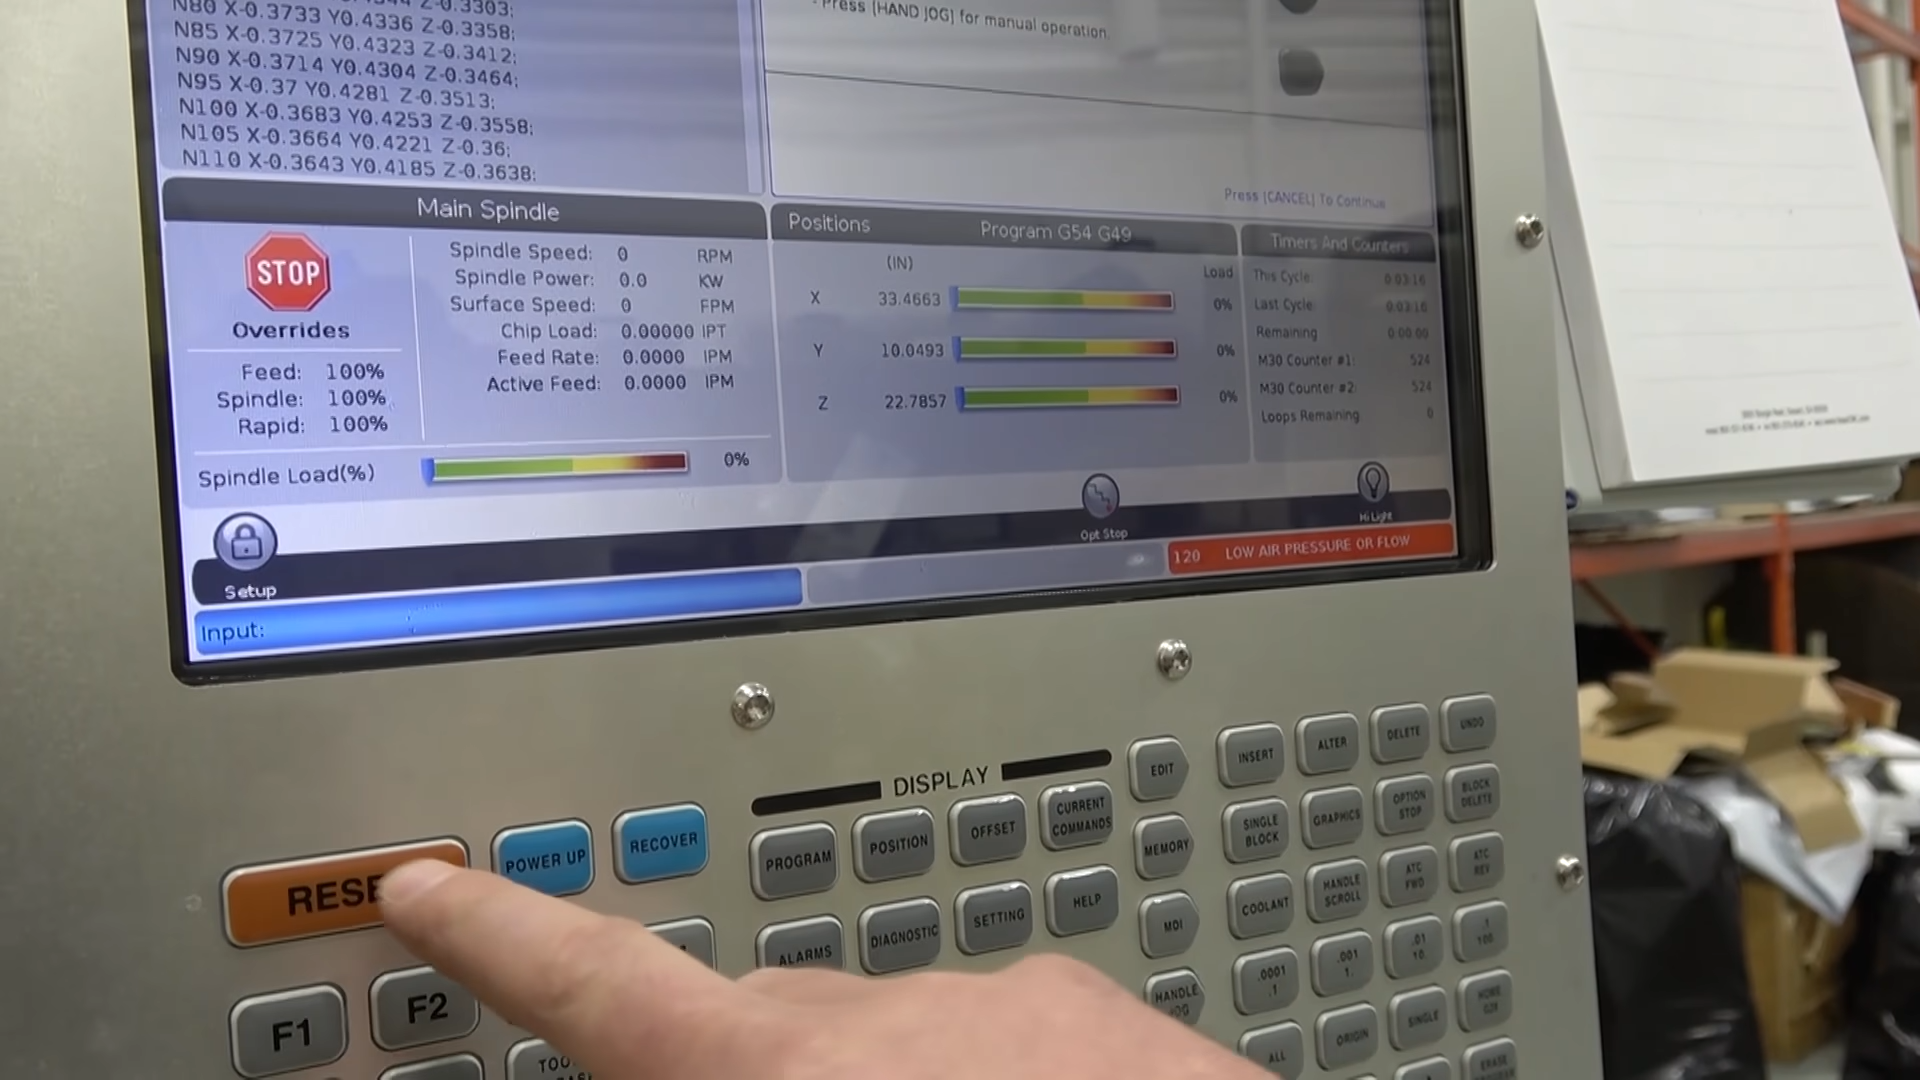 N80 X-0.3733 Y0.4336 Z-0.3358;
N85 X-0.3725 Y0.4323 Z-0.3412;
N90 X-0.3714 Y0.4304 Z-0.3464;
N95 X-0.37 Y0.4281 Z-0.3513;
N100 X-0.3683 Y0.4253 Z-0.3558;
N105 X-0.3664 Y0.4221 Z-0.36;
N110 X-0.3643 Y0.4185 Z-0.3638;
- Press [HAND JOG] for manual operation.
Press [CANCEL] To Continue
Main Spindle
STOP
Overrides
Feed: 100%
Spindle: 100%
Rapid: 100%
Spindle Speed: 0 RPM
Spindle Power: 0.0 KW
Surface Speed: 0 FPM
Chip Load: 0.00000 IPT
Feed Rate: 0.0000 IPM
Active Feed: 0.0000 IPM
Spindle Load(%) 0%
Positions Program G54 G49
(IN) Load
X 33.4663 0%
Y 10.0493 0%
Z 22.7857 0%
Timers And Counters
This Cycle: 0:03:16
Last Cycle: 0:03:16
Remaining 0:00:00
M30 Counter #1: 524
M30 Counter #2: 524
Loops Remaining: 0
Setup
Opt Stop
Hi Light
120 LOW AIR PRESSURE OR FLOW
Input:
RESE
POWER UP
RECOVER
F1
F2
DISPLAY
PROGRAM
POSITION
OFFSET
CURRENT
COMMANDS
ALARMS
DIAGNOSTIC
SETTING
HELP
EDIT
INSERT
ALTER
DELETE
UNDO
MEMORY
SINGLE
BLOCK
GRAPHICS
OPTION
STOP
BLOCK
DELETE
MDI
COOLANT
HANDLE
SCROLL
ATC
FWD
ATC
REV
HANDLE
JOG
.0001
.1
.001
1.
.01
10.
.1
100.
ALL
ORIGIN
SINGLE
HOME
G28